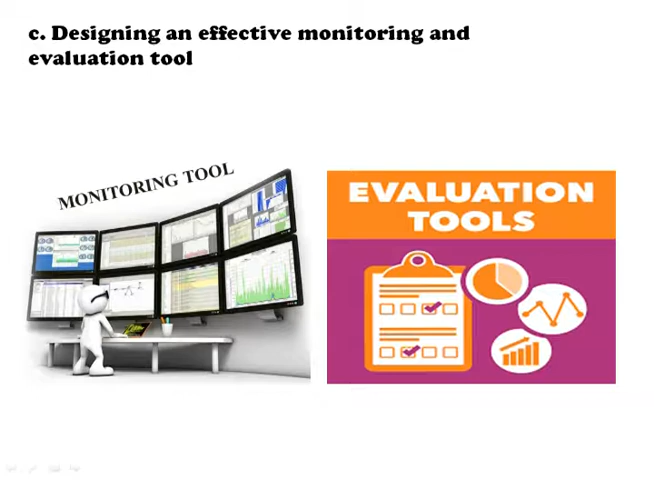 c. Designing an effective monitoring and
evaluation tool
MONITORING TOOL
EVALUATION
TOOLS